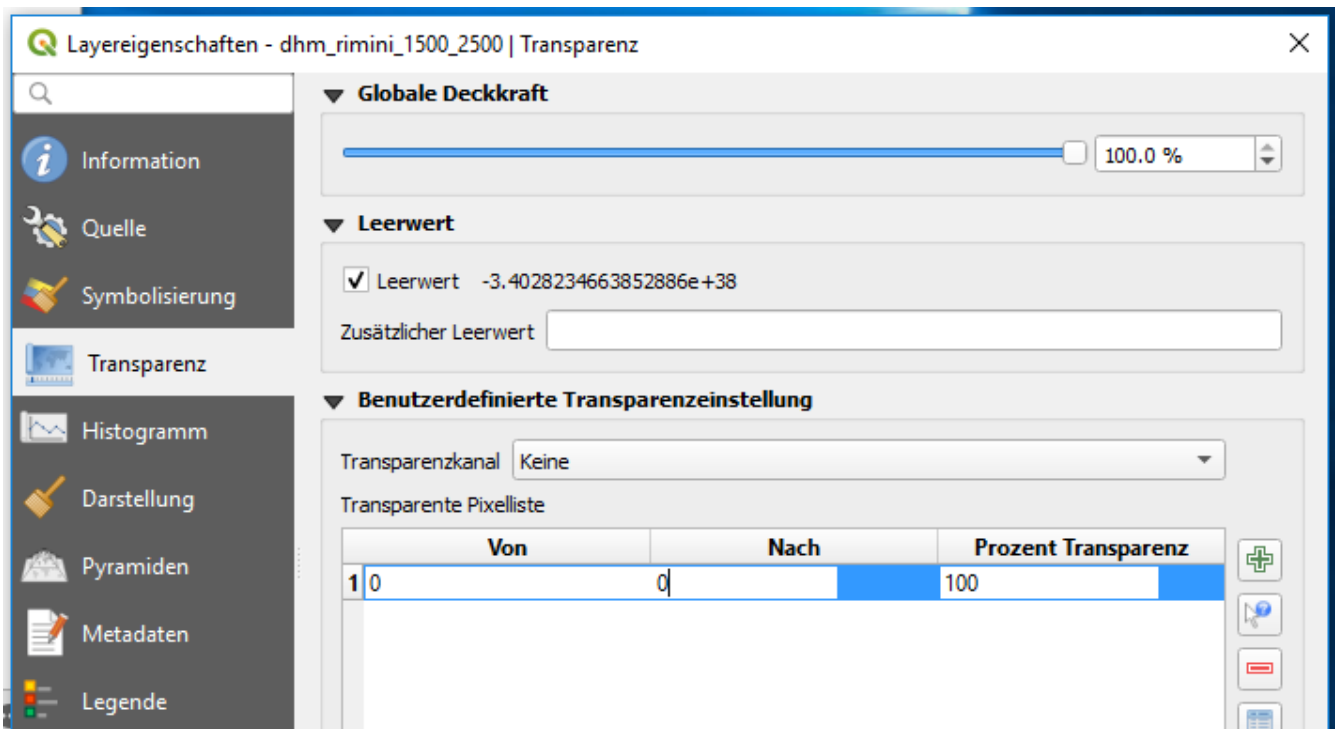 Layereigenschaften - dhm_rimini_1500_2500 | Transparenz
Globale Deckkraft
100.0 %
Information
Quelle
Symbolisierung
Transparenz
Histogramm
Darstellung
Pyramiden
Metadaten
Legende
Leerwert
Leerwert -3.4028234663852886e+38
Zusätzlicher Leerwert
Benutzerdefinierte Transparenzeinstellung
Transparenzkanal Keine
Transparente Pixelliste
Von Nach Prozent Transparenz
1 0 0 100